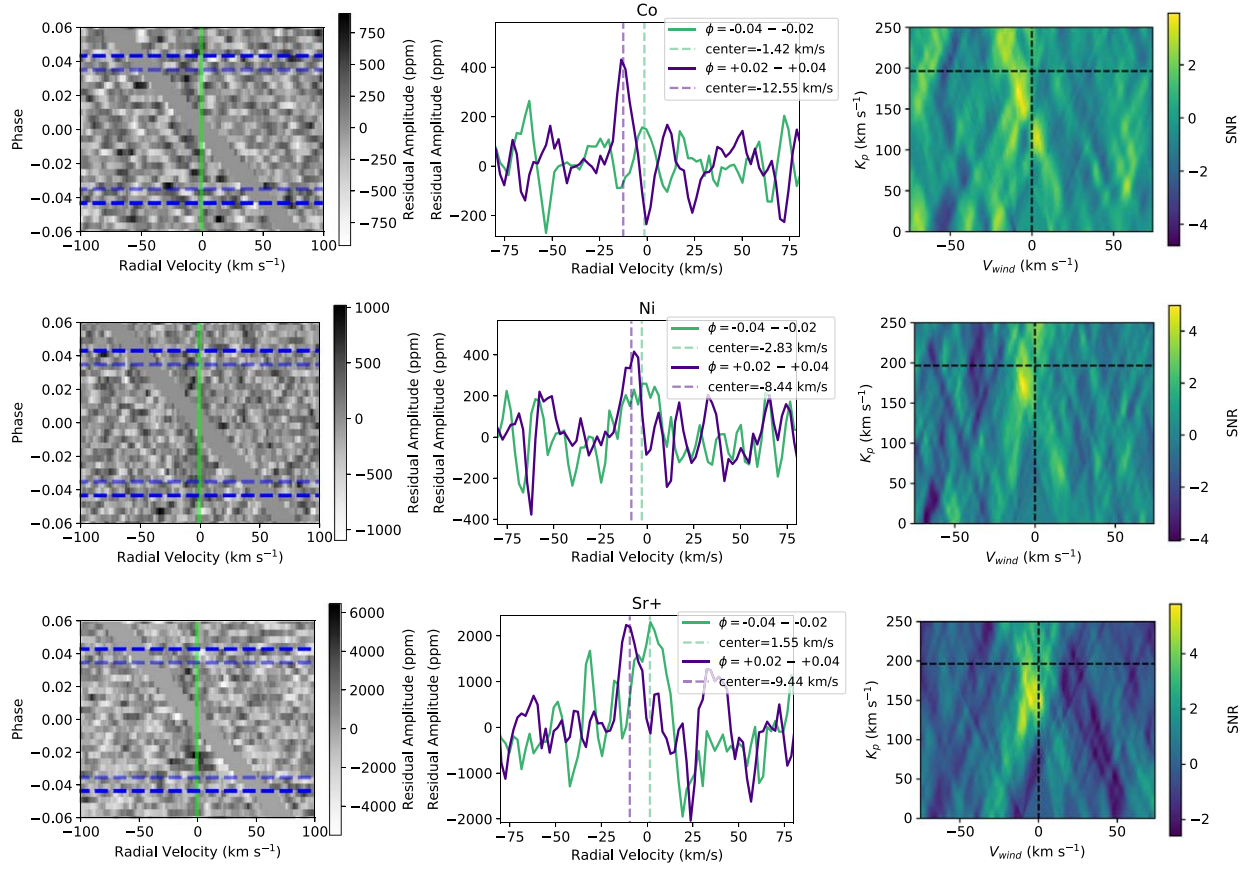 Co
0.06
0.04
0.02
0.00
−0.02
−0.04
−0.06
Phase
−100 −50 0 50 100
Radial Velocity (km s⁻¹)
750
500
250
0
−250
−500
−750
Residual Amplitude (ppm)
400
200
0
−200
Residual Amplitude (ppm)
−75 −50 −25 0 25 50 75
Radial Velocity (km/s)
ϕ = -0.04 − -0.02
center=-1.42 km/s
ϕ = +0.02 − +0.04
center=-12.55 km/s
250
200
150
100
50
0
K_p (km s⁻¹)
−50 0 50
V_wind (km s⁻¹)
2
0
−2
−4
SNR
Ni
0.06
0.04
0.02
0.00
−0.02
−0.04
−0.06
Phase
−100 −50 0 50 100
Radial Velocity (km s⁻¹)
1000
500
0
−500
−1000
Residual Amplitude (ppm)
400
200
0
−200
−400
Residual Amplitude (ppm)
−75 −50 −25 0 25 50 75
Radial Velocity (km/s)
ϕ = -0.04 − -0.02
center=-2.83 km/s
ϕ = +0.02 − +0.04
center=-8.44 km/s
250
200
150
100
50
0
K_p (km s⁻¹)
−50 0 50
V_wind (km s⁻¹)
4
2
0
−2
−4
SNR
Sr+
0.06
0.04
0.02
0.00
−0.02
−0.04
−0.06
Phase
−100 −50 0 50 100
Radial Velocity (km s⁻¹)
6000
4000
2000
0
−2000
−4000
Residual Amplitude (ppm)
2000
1000
0
−1000
−2000
Residual Amplitude (ppm)
−75 −50 −25 0 25 50 75
Radial Velocity (km/s)
ϕ = -0.04 − -0.02
center=1.55 km/s
ϕ = +0.02 − +0.04
center=-9.44 km/s
250
200
150
100
50
0
K_p (km s⁻¹)
−50 0 50
V_wind (km s⁻¹)
4
2
0
−2
SNR